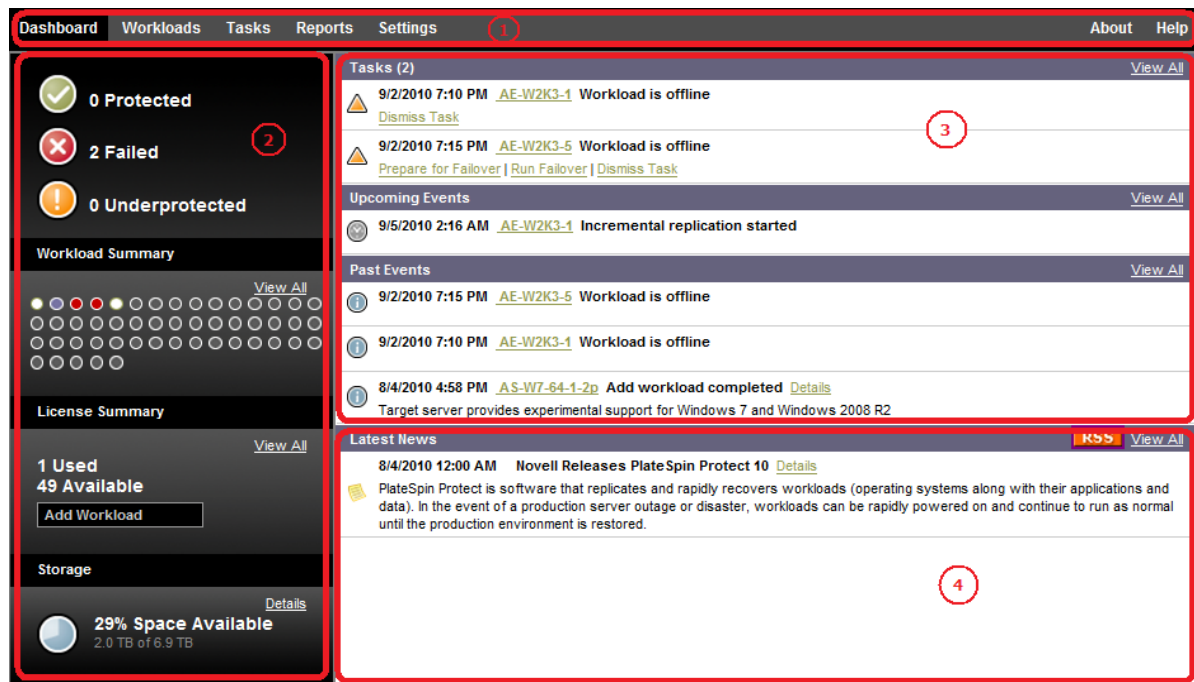 Dashboard Workloads Tasks Reports Settings 1 About Help
0 Protected
2 Failed
2
0 Underprotected
Workload Summary
View All
License Summary
View All
1 Used
49 Available
Add Workload
Storage
Details
29% Space Available
2.0 TB of 6.9 TB
Tasks (2) View All
9/2/2010 7:10 PM AE-W2K3-1 Workload is offline
Dismiss Task
3
9/2/2010 7:15 PM AE-W2K3-5 Workload is offline
Prepare for Failover | Run Failover | Dismiss Task
Upcoming Events View All
9/5/2010 2:16 AM AE-W2K3-1 Incremental replication started
Past Events View All
9/2/2010 7:15 PM AE-W2K3-5 Workload is offline
9/2/2010 7:10 PM AE-W2K3-1 Workload is offline
8/4/2010 4:58 PM AS-W7-64-1-2p Add workload completed Details
Target server provides experimental support for Windows 7 and Windows 2008 R2
Latest News RSS View All
8/4/2010 12:00 AM Novell Releases PlateSpin Protect 10 Details
PlateSpin Protect is software that replicates and rapidly recovers workloads (operating systems along with their applications and
data). In the event of a production server outage or disaster, workloads can be rapidly powered on and continue to run as normal
until the production environment is restored.
4